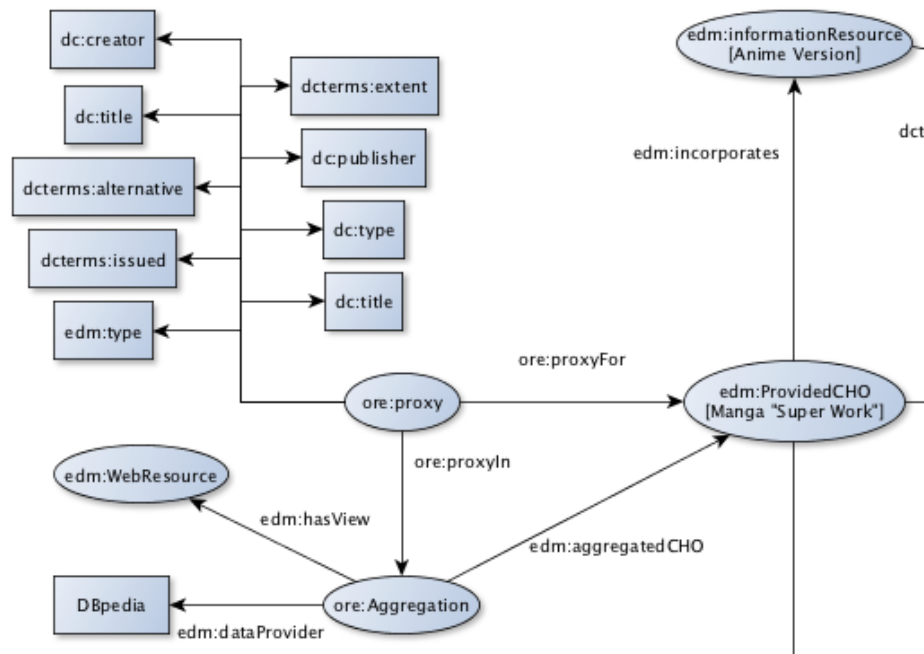 dc:creator
edm:informationResource
[Anime Version]
dcterms:extent
dc:title
dct
edm:incorporates
dc:publisher
dcterms:alternative
dc:type
dcterms:issued
dc:title
edm:type
ore:proxyFor
edm:ProvidedCHO
[Manga "Super Work"]
ore:proxy
ore:proxyIn
edm:WebResource
edm:hasView
edm:aggregatedCHO
DBpedia
ore:Aggregation
edm:dataProvider